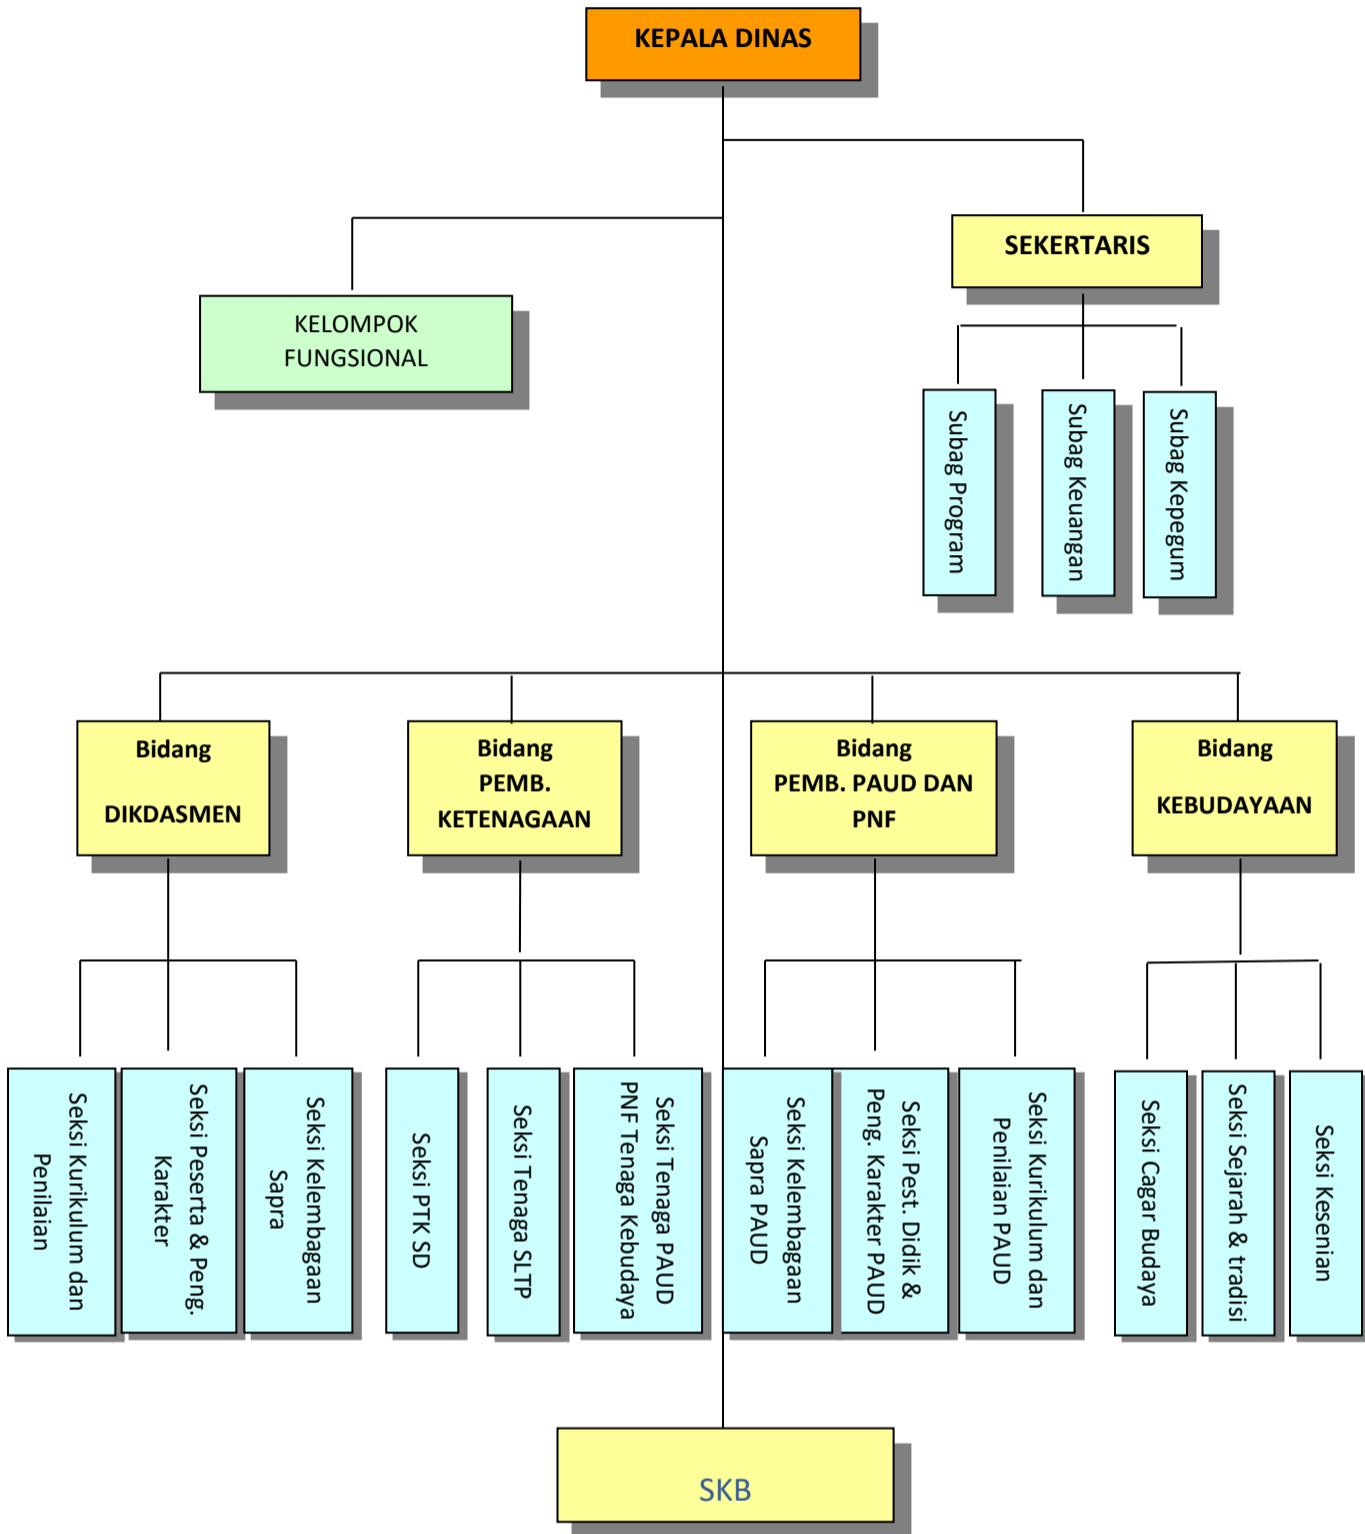 KEPALA DINAS
SEKERTARIS
KELOMPOK
FUNGSIONAL
Subag Program
Subag Keuangan
Subag Kepegum
Bidang
DIKDASMEN
Bidang
PEMB.
KETENAGAAN
Bidang
PEMB. PAUD DAN
PNF
Bidang
KEBUDAYAAN
Seksi Kurikulum dan
Penilaian
Seksi Peserta & Peng.
Karakter
Seksi Kelembagaan
Sapra
Seksi PTK SD
Seksi Tenaga SLTP
Seksi Tenaga PAUD
PNF Tenaga Kebudaya
Seksi Kelembagaan
Sapra PAUD
Seksi Pest. Didik &
Peng. Karakter PAUD
Seksi Kurikulum dan
Penilaian PAUD
Seksi Cagar Budaya
Seksi Sejarah & tradisi
Seksi Kesenian
SKB